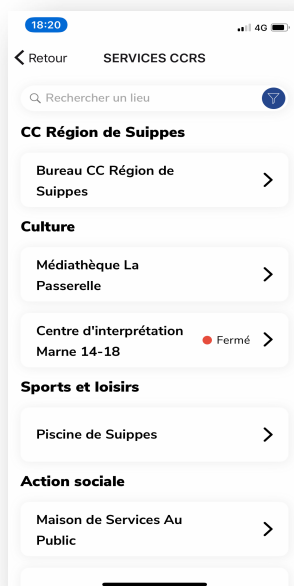 18:20
4G
Retour
SERVICES CCRS
Rechercher un lieu
CC Région de Suippes
Bureau CC Région de
Suippes
Culture
Médiathèque La
Passerelle
Centre d'interprétation
Marne 14-18
Fermé
Sports et loisirs
Piscine de Suippes
Action sociale
Maison de Services Au
Public